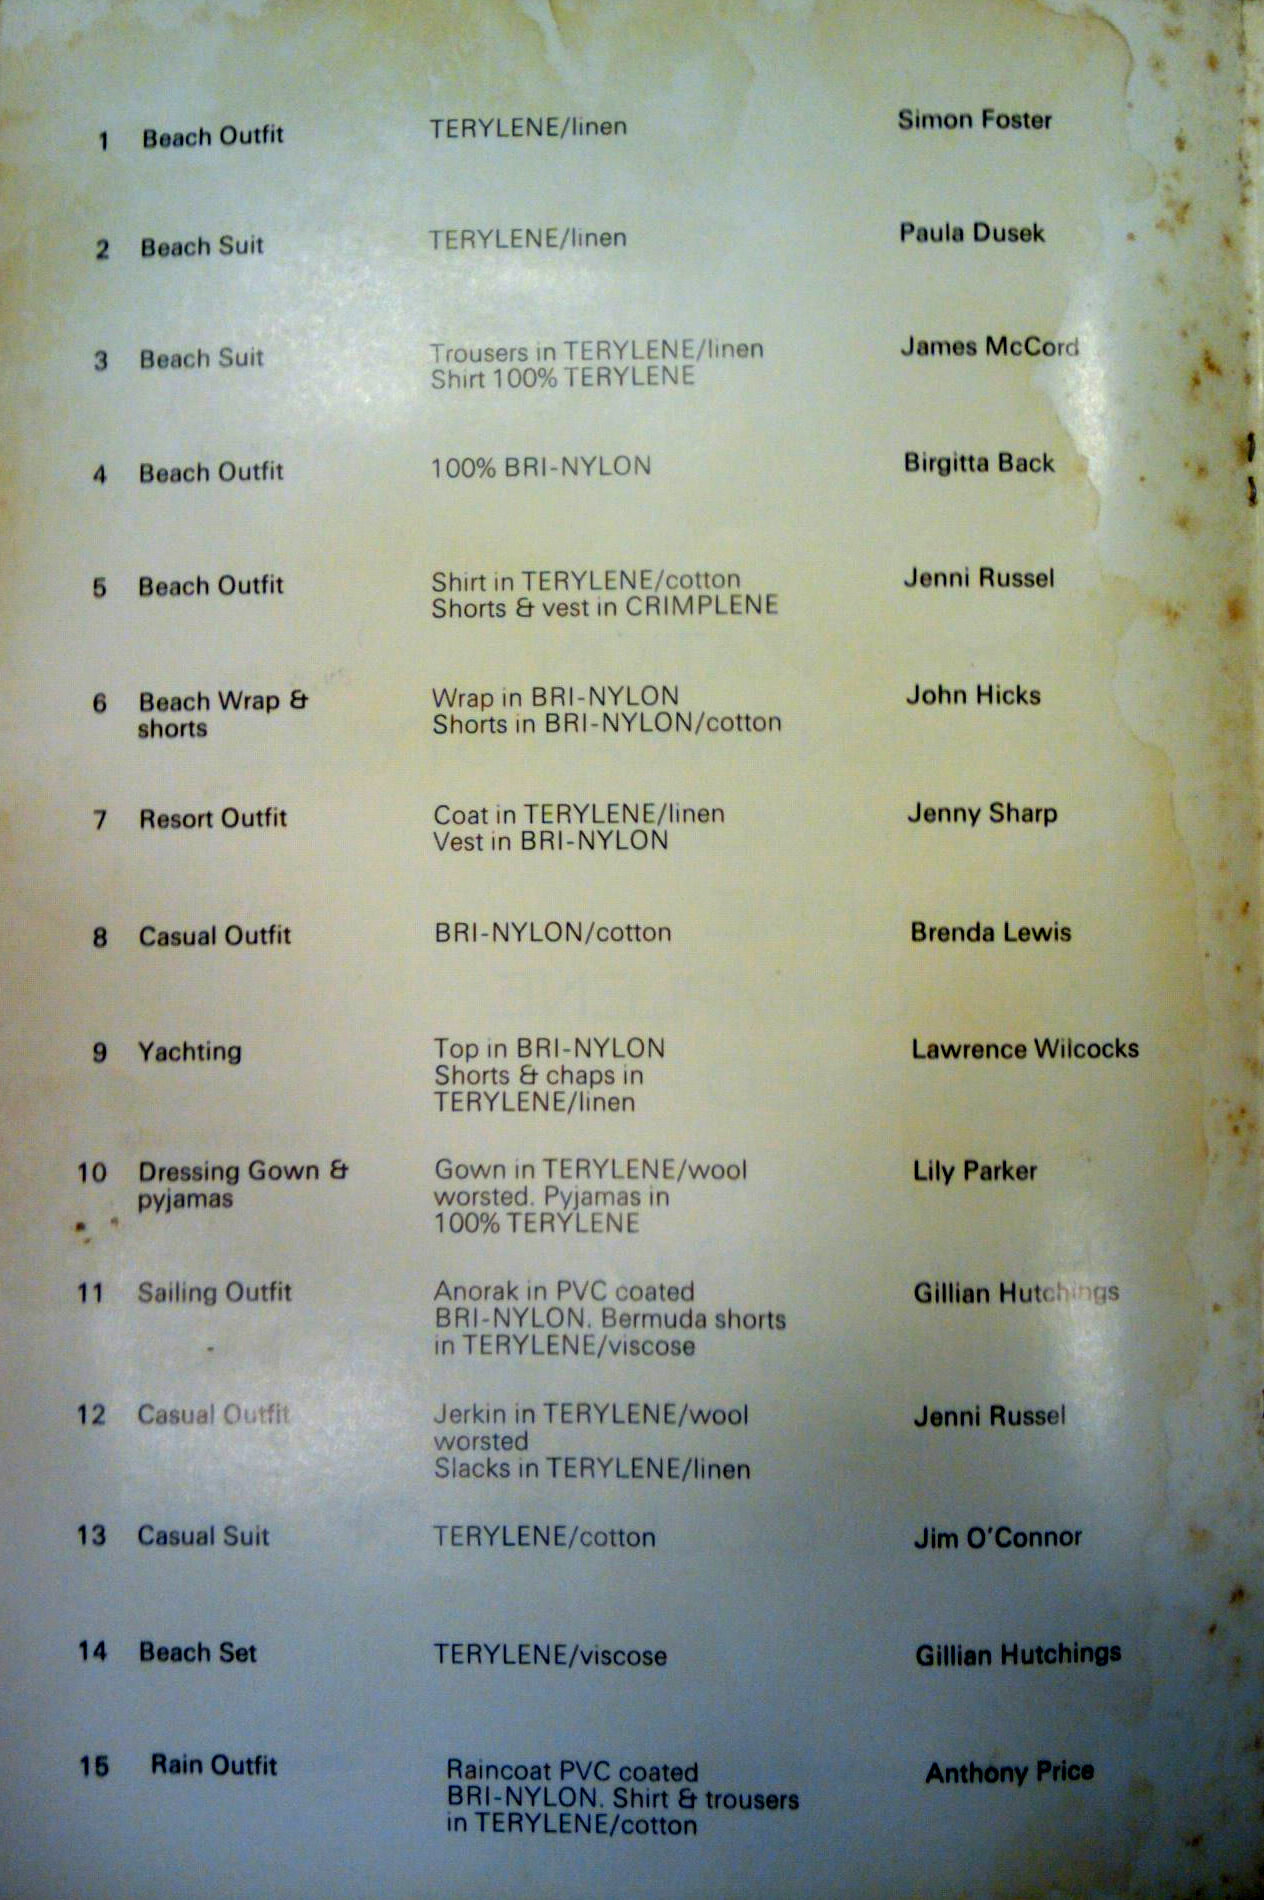 1 Beach Outfit TERYLENE/linen Simon Foster
2 Beach Suit TERYLENE/linen Paula Dusek
3 Beach Suit Trousers in TERYLENE/linen James McCord
Shirt 100% TERYLENE
4 Beach Outfit 100% BRI-NYLON Birgitta Back
5 Beach Outfit Shirt in TERYLENE/cotton Jenni Russel
Shorts & vest in CRIMPLENE
6 Beach Wrap & Wrap in BRI-NYLON John Hicks
shorts Shorts in BRI-NYLON/cotton
7 Resort Outfit Coat in TERYLENE/linen Jenny Sharp
Vest in BRI-NYLON
8 Casual Outfit BRI-NYLON/cotton Brenda Lewis
9 Yachting Top in BRI-NYLON Lawrence Wilcocks
Shorts & chaps in
TERYLENE/linen
10 Dressing Gown & Gown in TERYLENE/wool Lily Parker
pyjamas worsted. Pyjamas in
100% TERYLENE
11 Sailing Outfit Anorak in PVC coated Gillian Hutchings
BRI-NYLON. Bermuda shorts
in TERYLENE/viscose
12 Casual Outfit Jerkin in TERYLENE/wool Jenni Russel
worsted
Slacks in TERYLENE/linen
13 Casual Suit TERYLENE/cotton Jim O'Connor
14 Beach Set TERYLENE/viscose Gillian Hutchings
15 Rain Outfit Raincoat PVC coated Anthony Price
BRI-NYLON. Shirt & trousers
in TERYLENE/cotton